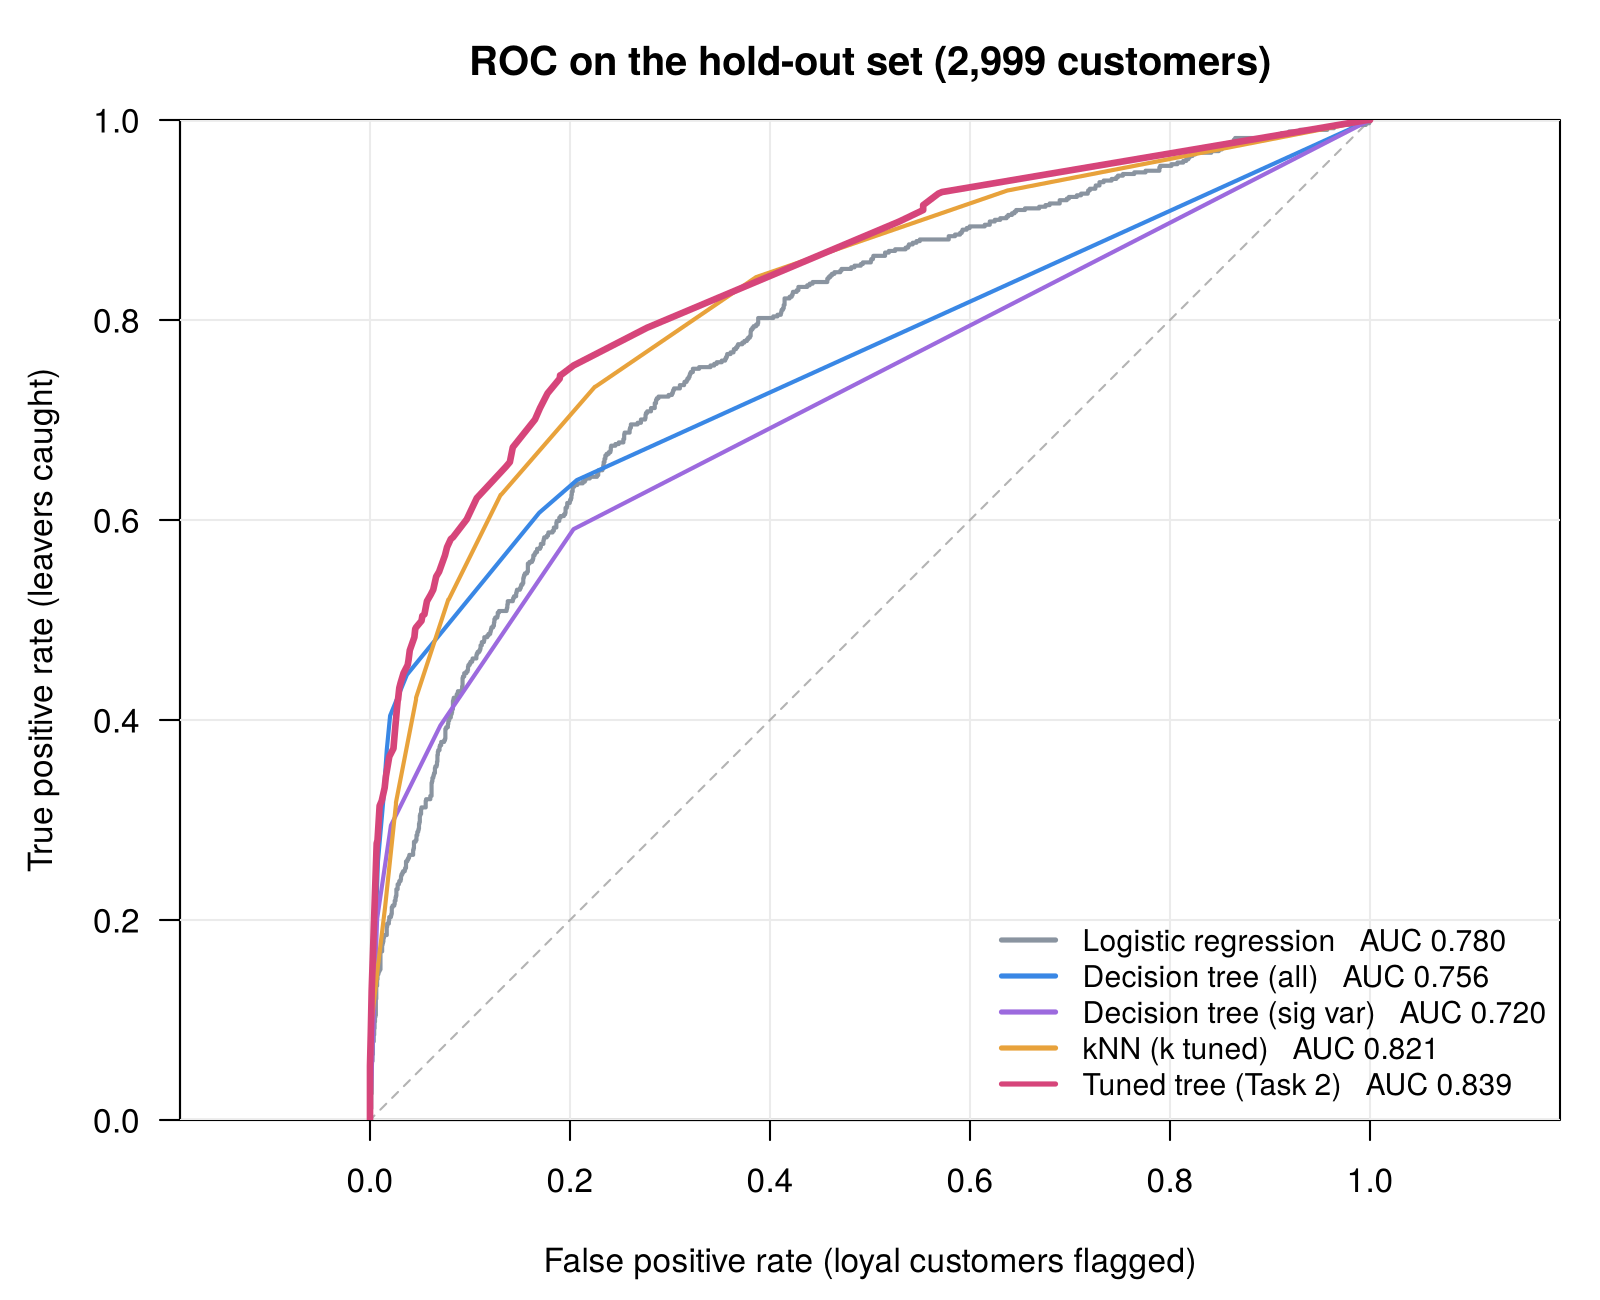 ROC on the hold-out set (2,999 customers)
1.0
0.8
0.6
0.4
0.2
0.0
True positive rate (leavers caught)
Logistic regression   AUC 0.780
Decision tree (all)   AUC 0.756
Decision tree (sig var)   AUC 0.720
kNN (k tuned)   AUC 0.821
Tuned tree (Task 2)   AUC 0.839
0.0 0.2 0.4 0.6 0.8 1.0
False positive rate (loyal customers flagged)